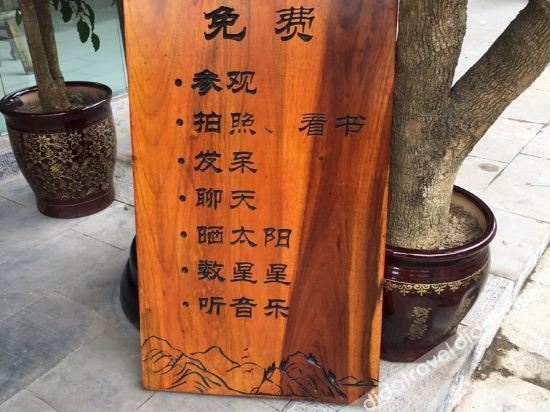 免费
• 参观
• 拍照、看书
• 发呆
• 聊天
• 晒太阳
• 数星星
• 听音乐